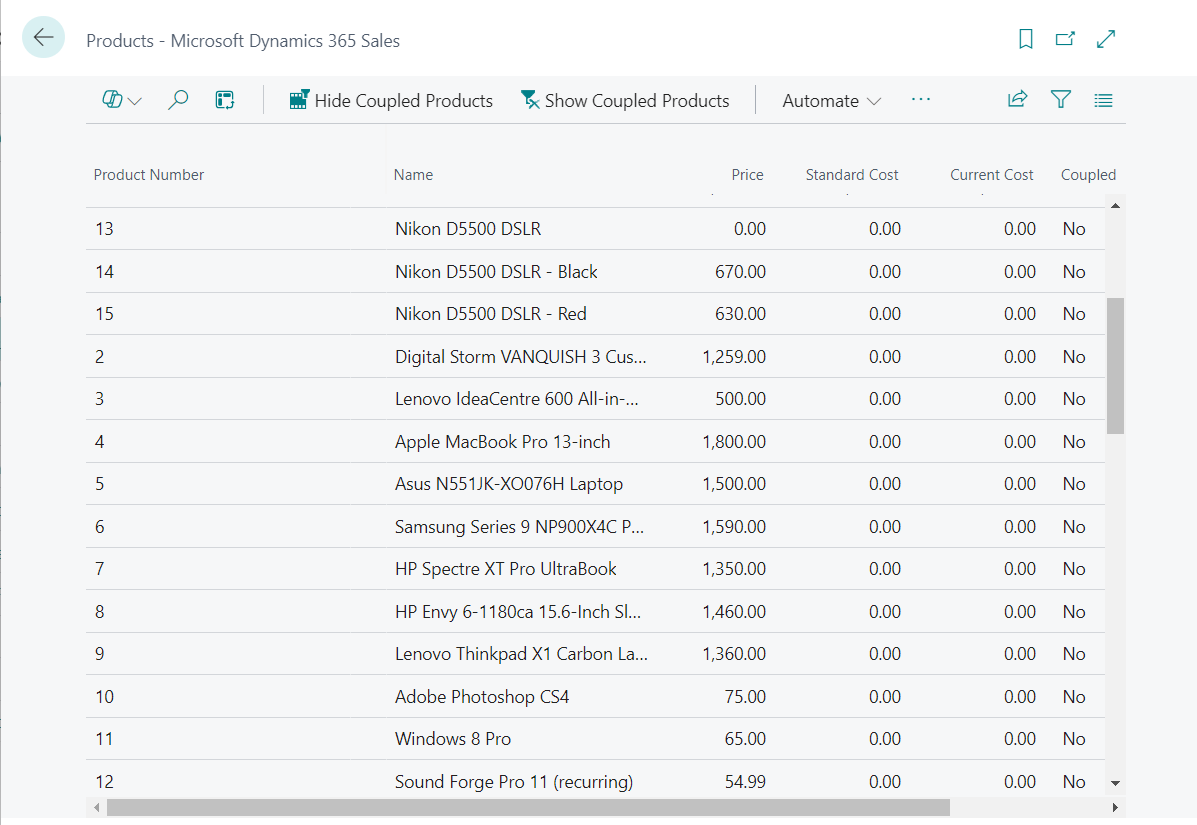 Products - Microsoft Dynamics 365 Sales
Hide Coupled Products Show Coupled Products Automate ...
Product Number Name Price Standard Cost Current Cost Coupled
13 Nikon D5500 DSLR 0.00 0.00 0.00 No
14 Nikon D5500 DSLR - Black 670.00 0.00 0.00 No
15 Nikon D5500 DSLR - Red 630.00 0.00 0.00 No
2 Digital Storm VANQUISH 3 Cus... 1,259.00 0.00 0.00 No
3 Lenovo IdeaCentre 600 All-in-... 500.00 0.00 0.00 No
4 Apple MacBook Pro 13-inch 1,800.00 0.00 0.00 No
5 Asus N551JK-XO076H Laptop 1,500.00 0.00 0.00 No
6 Samsung Series 9 NP900X4C P... 1,590.00 0.00 0.00 No
7 HP Spectre XT Pro UltraBook 1,350.00 0.00 0.00 No
8 HP Envy 6-1180ca 15.6-Inch Sl... 1,460.00 0.00 0.00 No
9 Lenovo Thinkpad X1 Carbon La... 1,360.00 0.00 0.00 No
10 Adobe Photoshop CS4 75.00 0.00 0.00 No
11 Windows 8 Pro 65.00 0.00 0.00 No
12 Sound Forge Pro 11 (recurring) 54.99 0.00 0.00 No